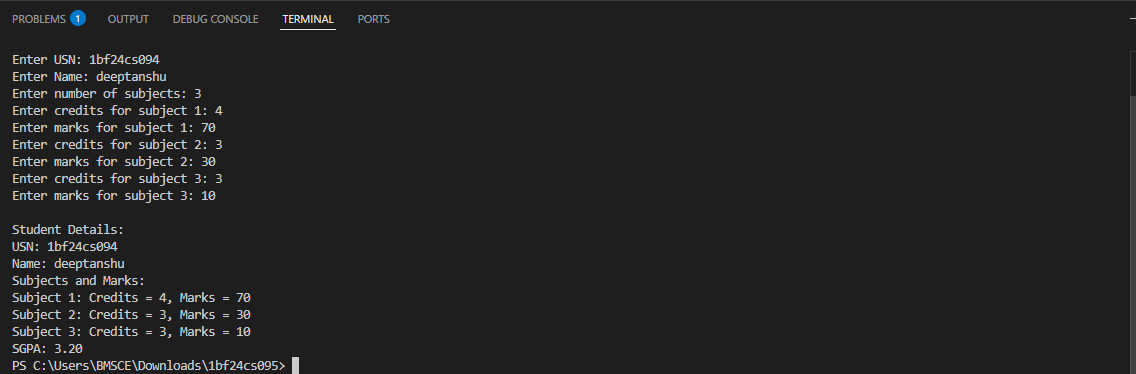 PROBLEMS 1 OUTPUT DEBUG CONSOLE TERMINAL PORTS
Enter USN: 1bf24cs094
Enter Name: deeptanshu
Enter number of subjects: 3
Enter credits for subject 1: 4
Enter marks for subject 1: 70
Enter credits for subject 2: 3
Enter marks for subject 2: 30
Enter credits for subject 3: 3
Enter marks for subject 3: 10
Student Details:
USN: 1bf24cs094
Name: deeptanshu
Subjects and Marks:
Subject 1: Credits = 4, Marks = 70
Subject 2: Credits = 3, Marks = 30
Subject 3: Credits = 3, Marks = 10
SGPA: 3.20
PS C:\Users\BMSCE\Downloads\1bf24cs095>